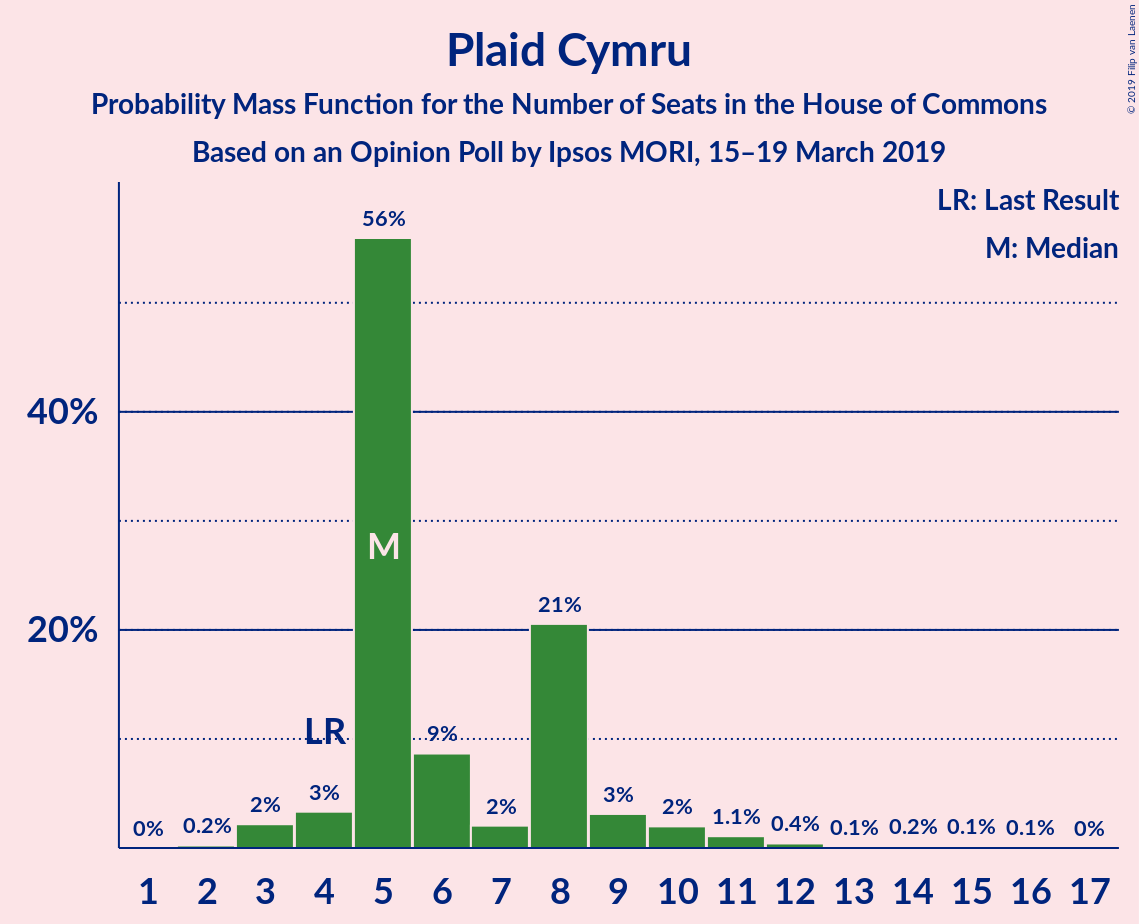 Plaid Cymru
Probability Mass Function for the Number of Seats in the House of Commons
Based on an Opinion Poll by Ipsos MORI, 15–19 March 2019
© 2019 Filip van Laenen
LR: Last Result
M: Median
40%
20%
0%
0.2%
2%
3%
LR
56%
M
9%
2%
21%
3%
2%
1.1%
0.4%
0.1%
0.2%
0.1%
0.1%
0%
1 2 3 4 5 6 7 8 9 10 11 12 13 14 15 16 17